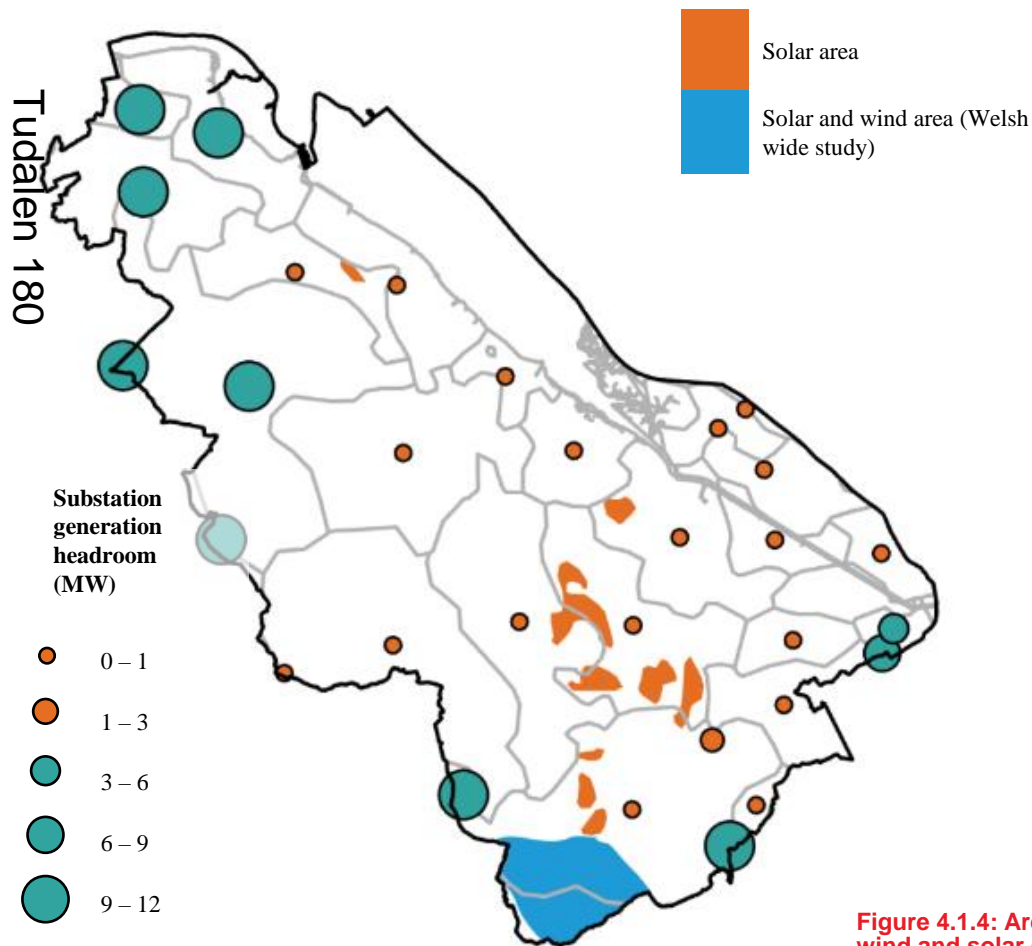 Tudalen 180
Solar area
Solar and wind area (Welsh
wide study)
Substation
generation
headroom
(MW)
0 – 1
1 – 3
3 – 6
6 – 9
9 – 12
Figure 4.1.4:
wind and solar